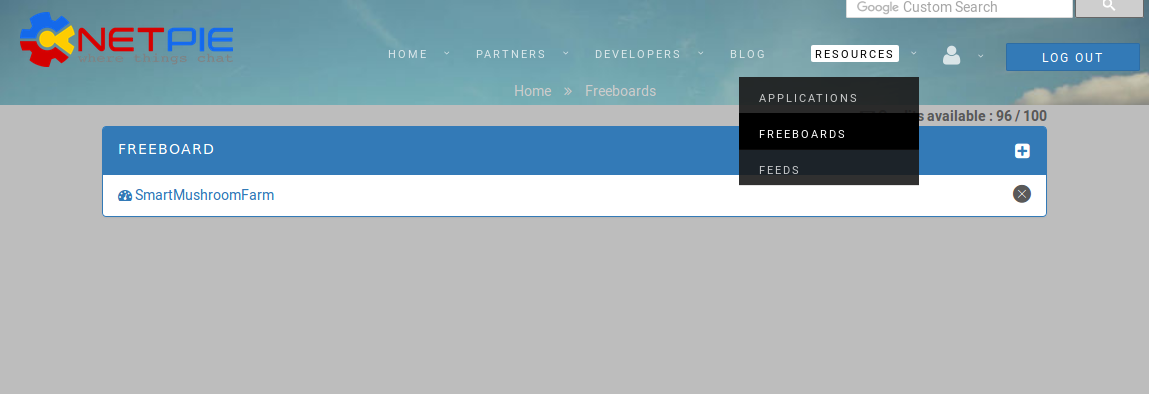 Google Custom Search
NETPIE
where things chat
HOME
PARTNERS
DEVELOPERS
BLOG
RESOURCES
LOG OUT
Home » Freeboards
APPLICATIONS
FREEBOARDS
FEEDS
available : 96 / 100
FREEBOARD
SmartMushroomFarm